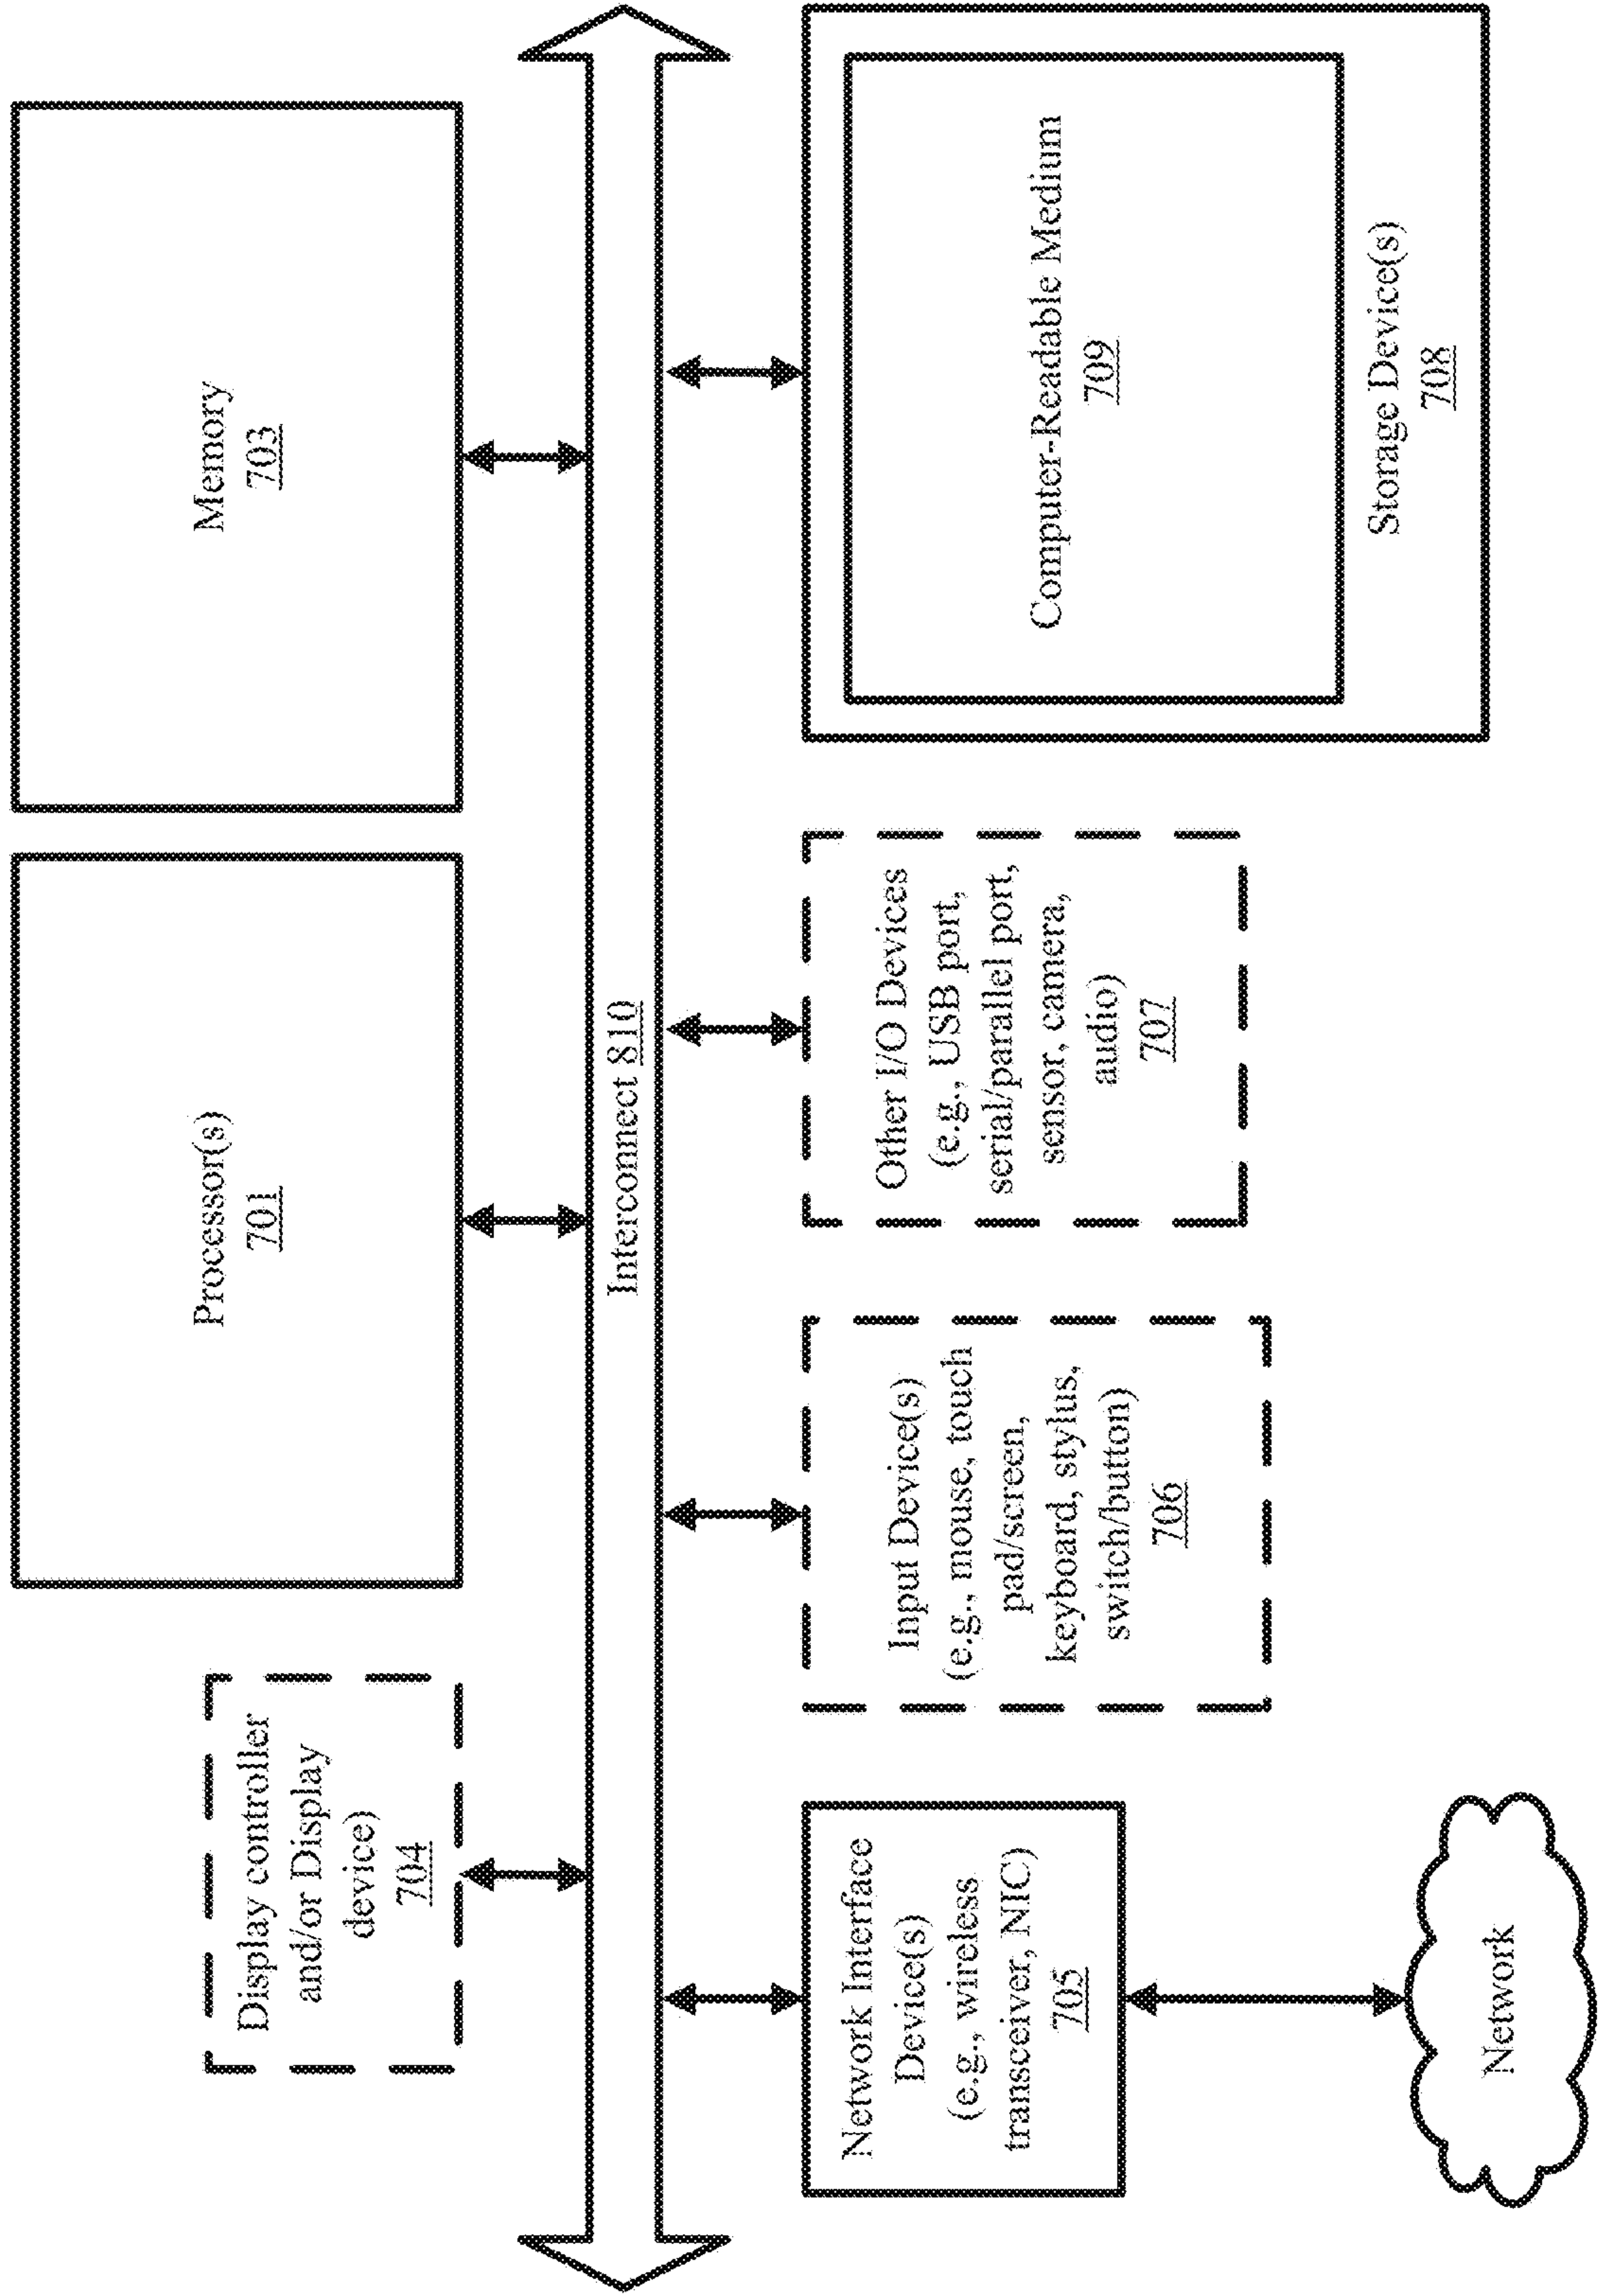 Display controller
and/or Display
device)
704
Processor(s)
701
Memory
703
Interconnect 810
Network Interface
Device(s)
(e.g., wireless
transceiver, NIC)
705
Input Device(s)
(e.g., mouse, touch
pad/screen,
keyboard, stylus,
switch/button)
706
Other I/O Devices
(e.g., USB port,
serial/parallel port,
sensor, camera,
audio)
707
Computer-Readable Medium
709
Storage Device(s)
708
Network